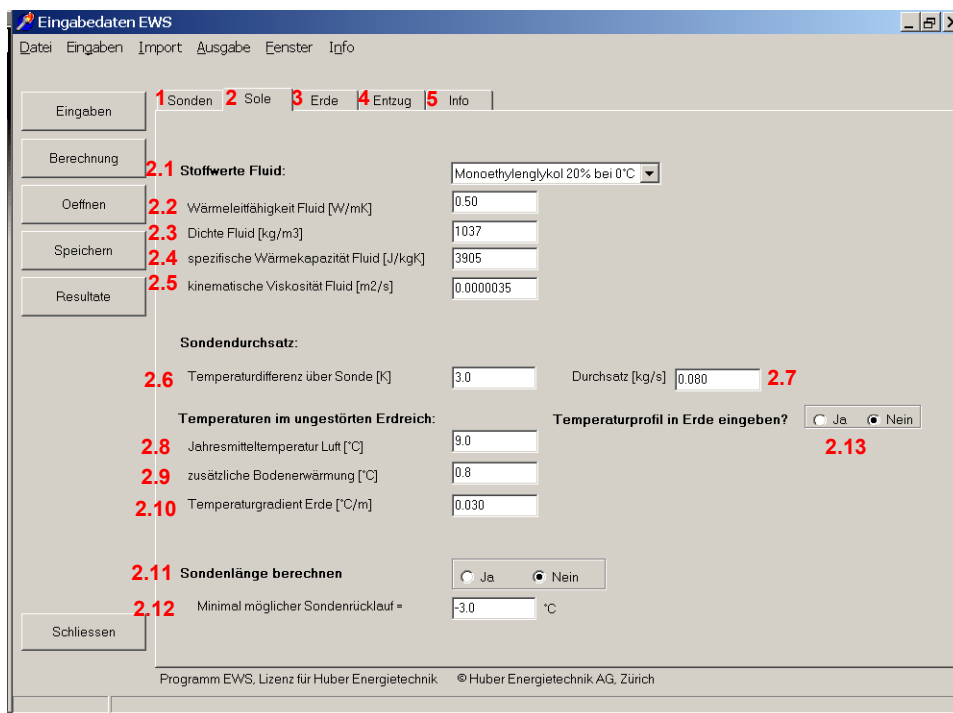 Eingabedaten EWS
Datei Eingaben Import Ausgabe Fenster Info
Eingaben
Berechnung
Oeffnen
Speichern
Resultate
Schliessen
1 Sonden 2 Sole 3 Erde 4 Entzug 5 Info
2.1 Stoffwerte Fluid: Monoethylenglykol 20% bei 0°C
2.2 Wärmeleitfähigkeit Fluid [W/mK] 0.50
2.3 Dichte Fluid [kg/m3] 1037
2.4 spezifische Wärmekapazität Fluid [J/kgK] 3905
2.5 kinematische Viskosität Fluid [m2/s] 0.0000035
Sondendurchsatz:
2.6 Temperaturdifferenz über Sonde [K] 3.0 Durchsatz [kg/s] 0.080 2.7
Temperaturen im ungestörten Erdreich: Temperaturprofil in Erde eingeben? Ja Nein
2.8 Jahresmitteltemperatur Luft [°C] 9.0 2.13
2.9 zusätzliche Bodenerwärmung [°C] 0.8
2.10 Temperaturgradient Erde [°C/m] 0.030
2.11 Sondenlänge berechnen Ja Nein
2.12 Minimal möglicher Sondenrücklauf = -3.0 °C
Programm EWS, Lizenz für Huber Energietechnik © Huber Energietechnik AG, Zürich